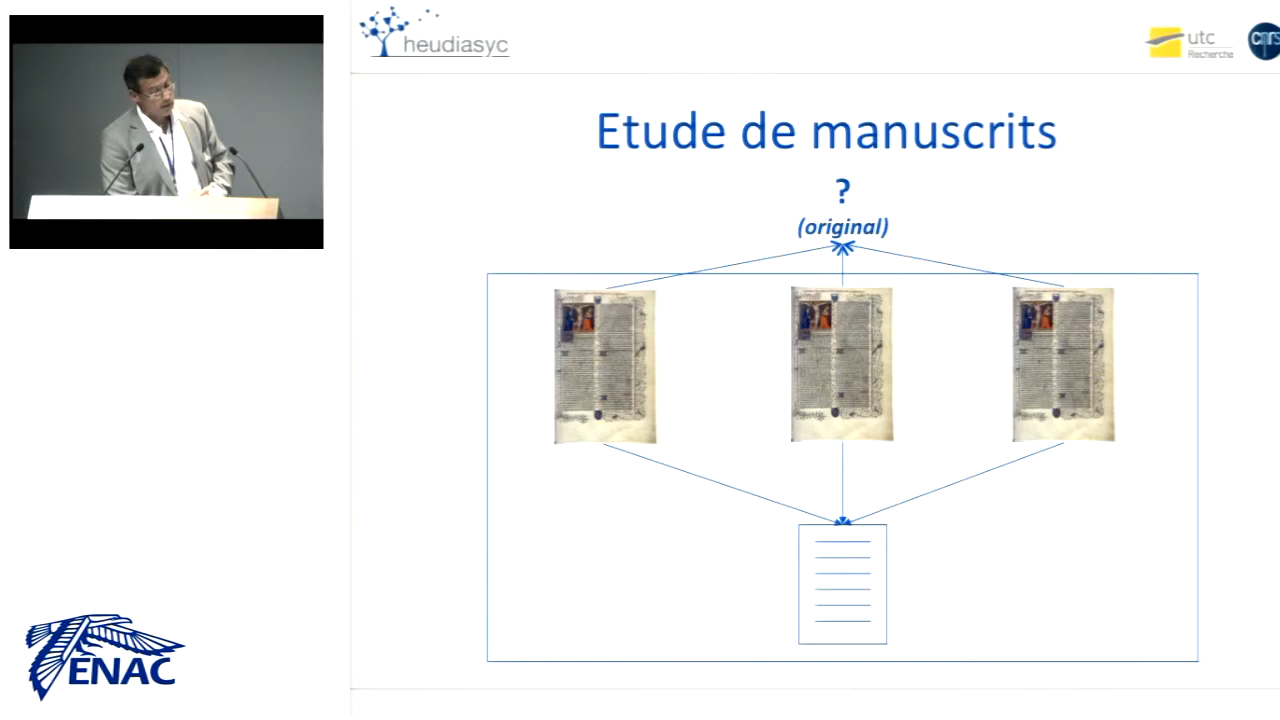 heudiasyc
utc
Recherche
cnrs
Etude de manuscrits
?
(original)
ENAC